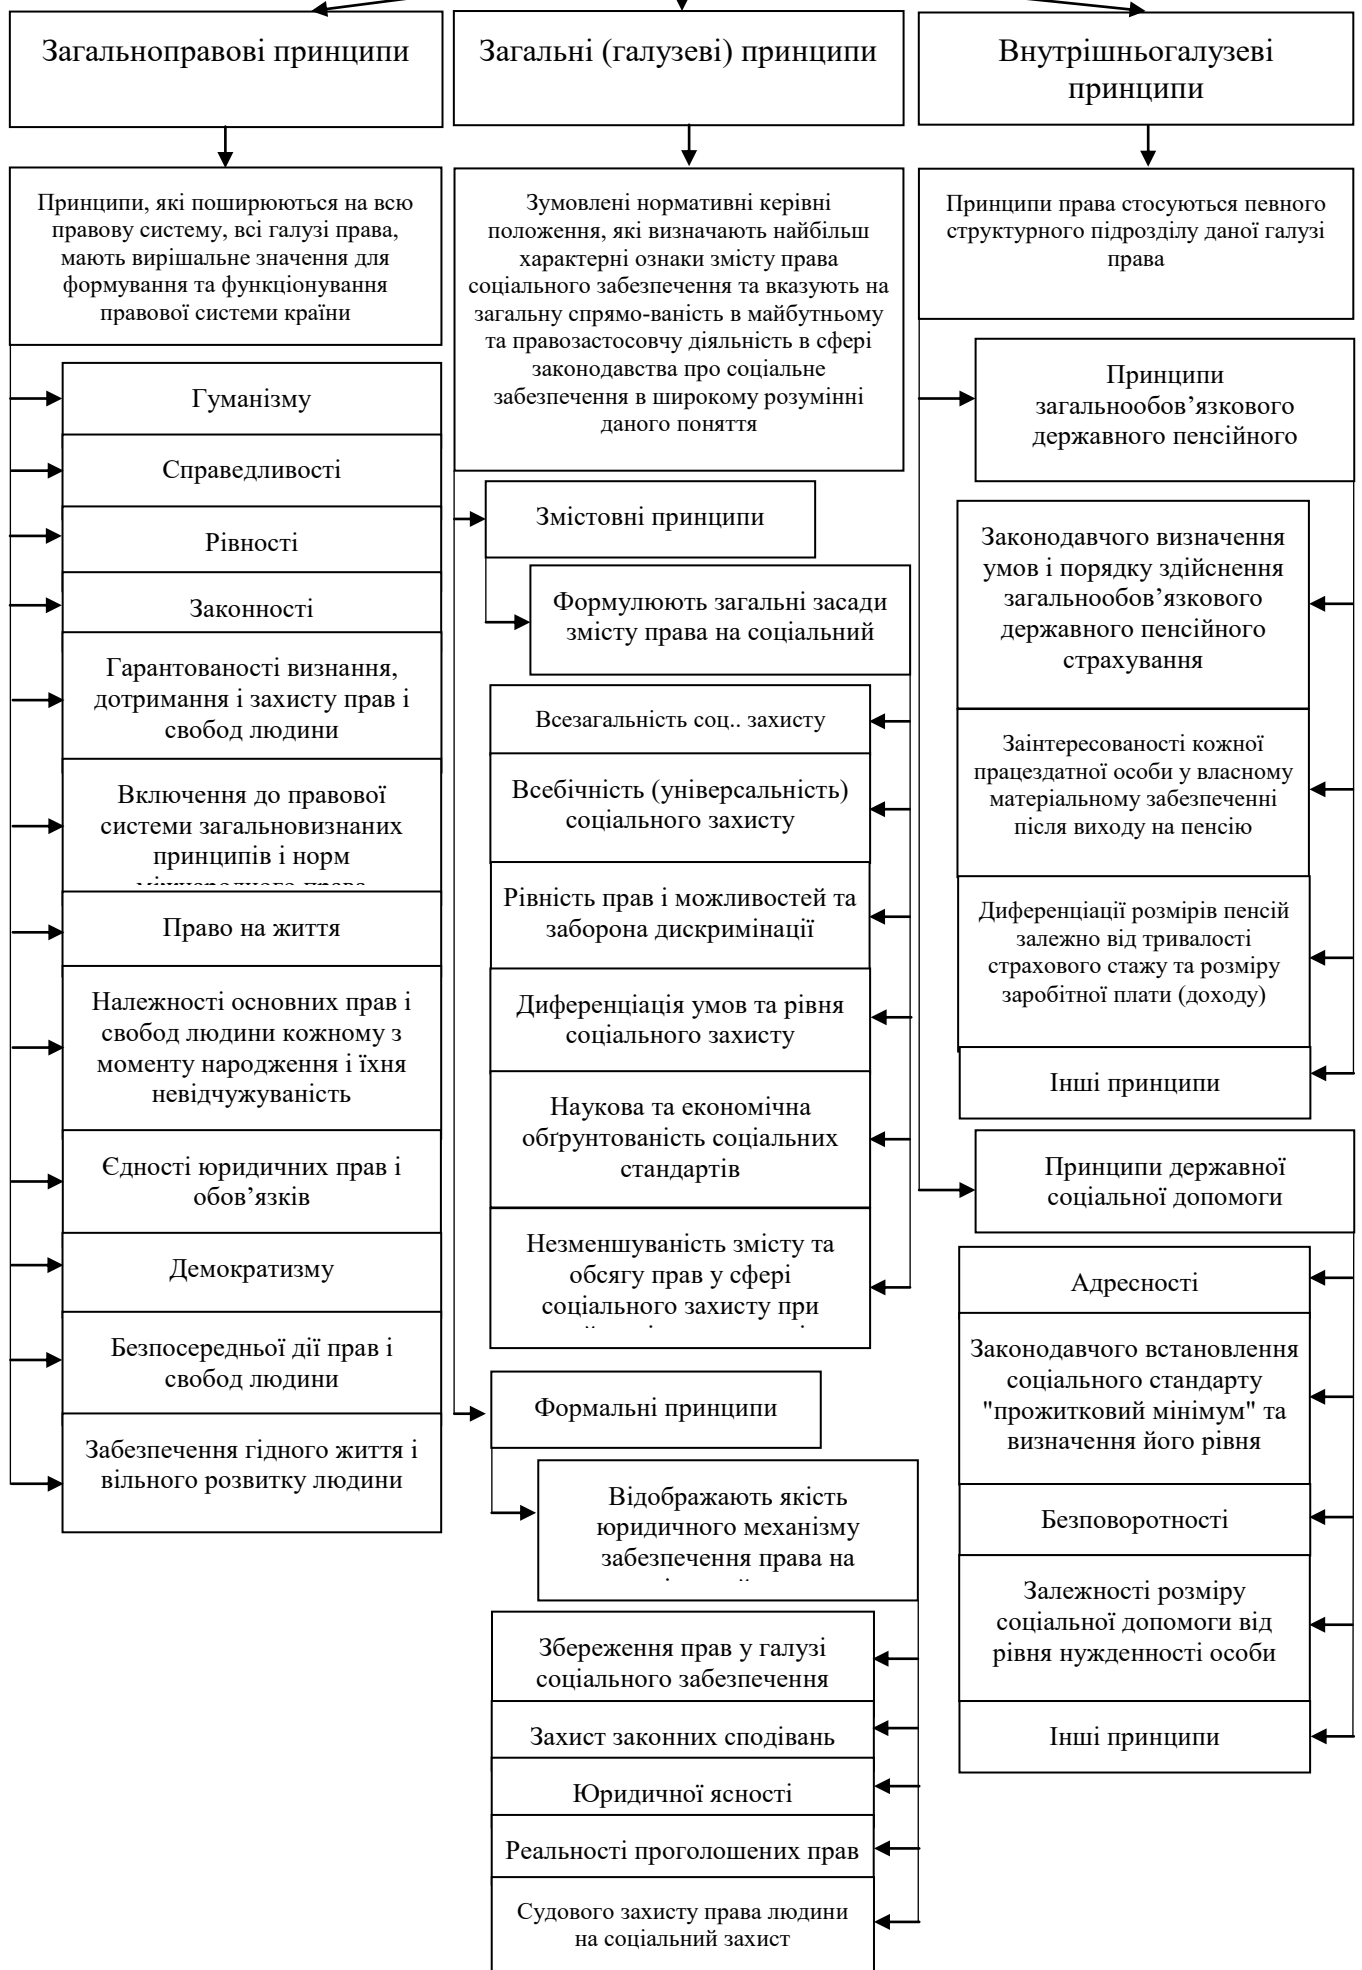 Загальноправові принципи
Принципи, які поширюються на всю
правову систему, всі галузі права,
мають вирішальне значення для
формування та функціонування
правової системи країни
Гуманізму
Справедливості
Рівності
Законності
Гарантованості визнання,
дотримання і захисту прав і
свобод людини
Включення до правової
системи загальновизнаних
принципів і норм
Право на життя
Належності основних прав і
свобод людини кожному з
моменту народження і їхня
невідчужуваність
Єдності юридичних прав і
обов’язків
Демократизму
Безпосередньої дії прав і
свобод людини
Забезпечення гідного життя і
вільного розвитку людини
Загальні (галузеві) принципи
Зумовлені нормативні керівні
положення, які визначають найбільш
характерні ознаки змісту права
соціального забезпечення та вказують на
загальну спрямо-ваність в майбутньому
та правозастосовчу діяльність в сфері
законодавства про соціальне
забезпечення в широкому розумінні
даного поняття
Змістовні принципи
Формулюють загальні засади
змісту права на соціальний
Всезагальність соц.. захисту
Всебічність (універсальність)
соціального захисту
Рівність прав і можливостей та
заборона дискримінації
Диференціація умов та рівня
соціального захисту
Наукова та економічна
обґрунтованість соціальних
стандартів
Незменшуваність змісту та
обсягу прав у сфері
соціального захисту при
Формальні принципи
Відображають якість
юридичного механізму
забезпечення права на
Збереження прав у галузі
соціального забезпечення
Захист законних сподівань
Юридичної ясності
Реальності проголошених прав
Судового захисту права людини
на соціальний захист
Внутрішньогалузеві
принципи
Принципи права стосуються певного
структурного підрозділу даної галузі
права
Принципи
загальнообов’язкового
державного пенсійного
Законодавчого визначення
умов і порядку здійснення
загальнообов’язкового
державного пенсійного
страхування
Заінтересованості кожної
працездатної особи у власному
матеріальному забезпеченні
після виходу на пенсію
Диференціації розмірів пенсій
залежно від тривалості
страхового стажу та розміру
заробітної плати (доходу)
Інші принципи
Принципи державної
соціальної допомоги
Адресності
Законодавчого встановлення
соціального стандарту
"прожитковий мінімум" та
визначення його рівня
Безповоротності
Залежності розміру
соціальної допомоги від
рівня нужденності особи
Інші принципи